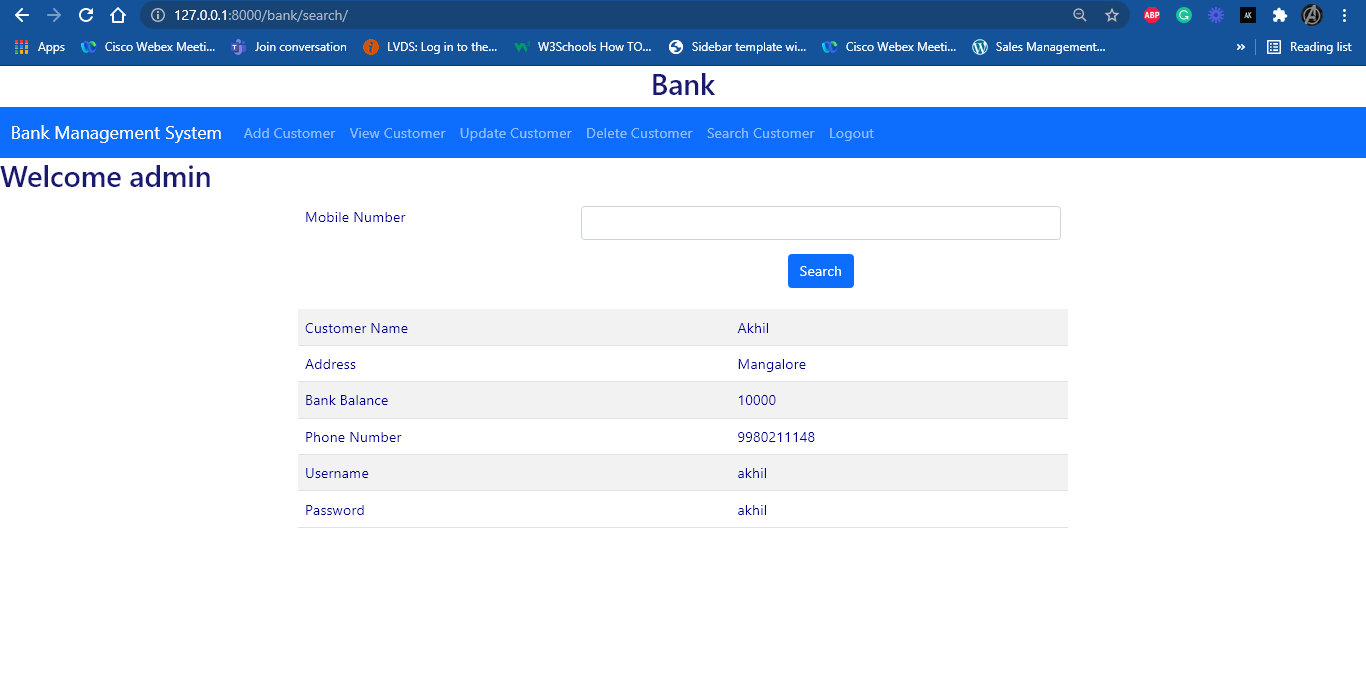 127.0.0.1:8000/bank/search/
ABP G AK
Apps Cisco Webex Meeti... Join conversation LVDS: Log in to the... W3Schools How TO... Sidebar template wi... Cisco Webex Meeti... Sales Management... » Reading list
Bank
Bank Management System Add Customer View Customer Update Customer Delete Customer Search Customer Logout
Welcome admin
Mobile Number
Search
Customer Name Akhil
Address Mangalore
Bank Balance 10000
Phone Number 9980211148
Username akhil
Password akhil